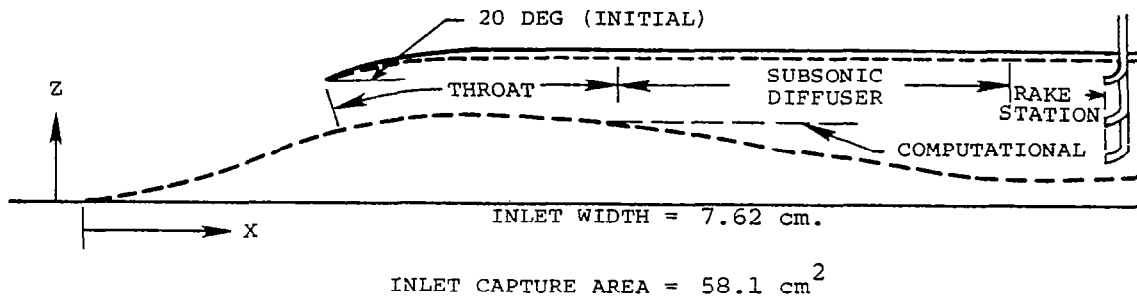 20 DEG (INITIAL)
Z
THROAT
SUBSONIC
DIFFUSER
RAKE
STATION
COMPUTATIONAL
X
INLET WIDTH = 7.62 cm.
INLET CAPTURE AREA = 58.1 cm2